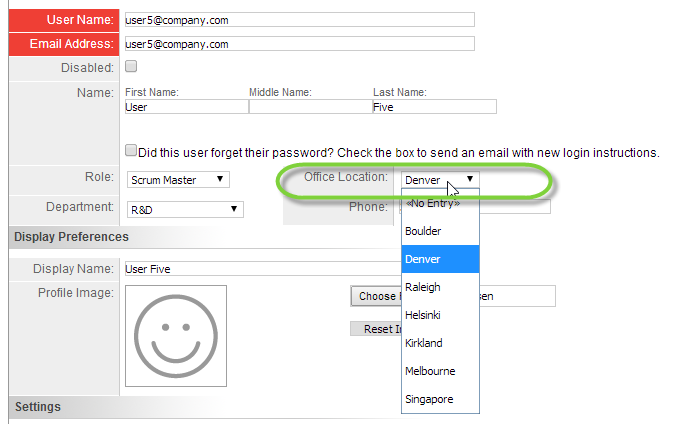 User Name: user5@company.com
Email Address: user5@company.com
Disabled:
Name: First Name: Middle Name: Last Name:
User Five
Did this user forget their password? Check the box to send an email with new login instructions.
Role: Scrum Master Office Location: Denver
Department: R&D Phone:
«No Entry»
Boulder
Denver
Raleigh
Helsinki
Kirkland
Melbourne
Singapore
Display Preferences
Display Name: User Five
Profile Image: Choose
Reset
Settings